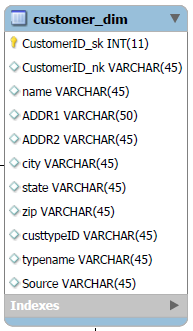 customer_dim
CustomerID_sk INT(11)
CustomerID_nk VARCHAR(45)
name VARCHAR(45)
ADDR1 VARCHAR(50)
ADDR2 VARCHAR(45)
city VARCHAR(45)
state VARCHAR(45)
zip VARCHAR(45)
custtypeID VARCHAR(45)
typename VARCHAR(45)
Source VARCHAR(45)
Indexes